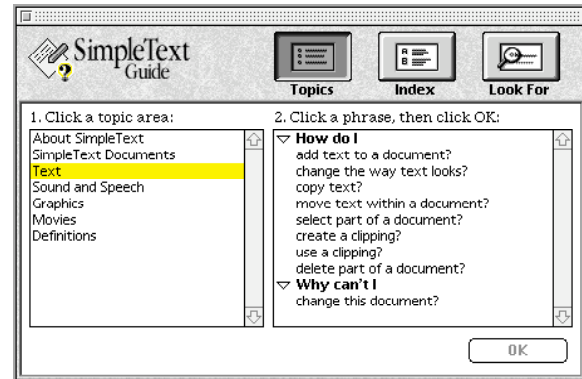 SimpleText
Guide
Topics
Index
Look For
1. Click a topic area:
About SimpleText
SimpleText Documents
Text
Sound and Speech
Graphics
Movies
Definitions
2. Click a phrase, then click OK:
How do I
add text to a document?
change the way text looks?
copy text?
move text within a document?
select part of a document?
create a clipping?
use a clipping?
delete part of a document?
Why can't I
change this document?
OK